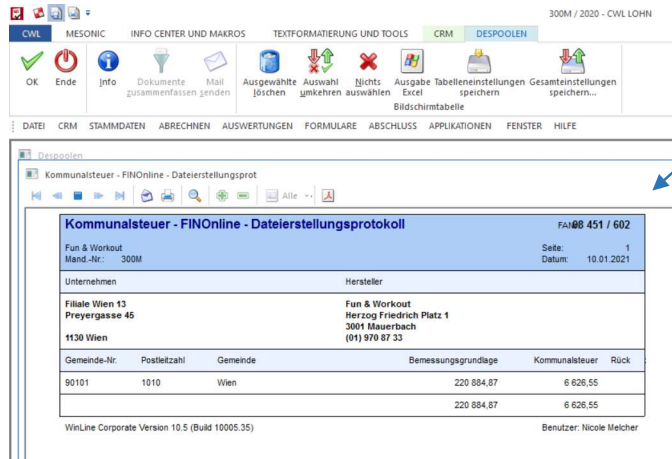 300M / 2020 - CWL LOHN
CWL MESONIC INFO CENTER UND MAKROS TEXTFORMATIERUNG UND TOOLS CRM DESPOOLEN
OK Ende Info Dokumente zusammenfassen Mail senden Ausgewählte löschen Auswahl umkehren Nichts auswählen Ausgabe Excel Tabelleneinstellungen speichern Gesamteinstellungen speichern...
Bildschirmtabelle
DATEI CRM STAMMDATEN ABRECHNEN AUSWERTUNGEN FORMULARE ABSCHLUSS APPLIKATIONEN FENSTER HILFE
Despoolen
Kommunalsteuer - FINOnline - Dateierstellungsprot
Alle
Kommunalsteuer - FINOnline - Dateierstellungsprotokoll 98 451 / 602
Fun & Workout Seite: 1
Mand.-Nr.: 300M Datum: 10.01.2021
Unternehmen Hersteller
Filiale Wien 13 Fun & Workout
Preyergasse 45 Herzog Friedrich Platz 1
3001 Mauerbach
1130 Wien (01) 970 87 33
Gemeinde-Nr. Postleitzahl Gemeinde Bemessungsgrundlage Kommunalsteuer Rück
90101 1010 Wien 220 884,87 6 626,55
220 884,87 6 626,55
WinLine Corporate Version 10.5 (Build 10005.35) Benutzer: Nicole Melcher